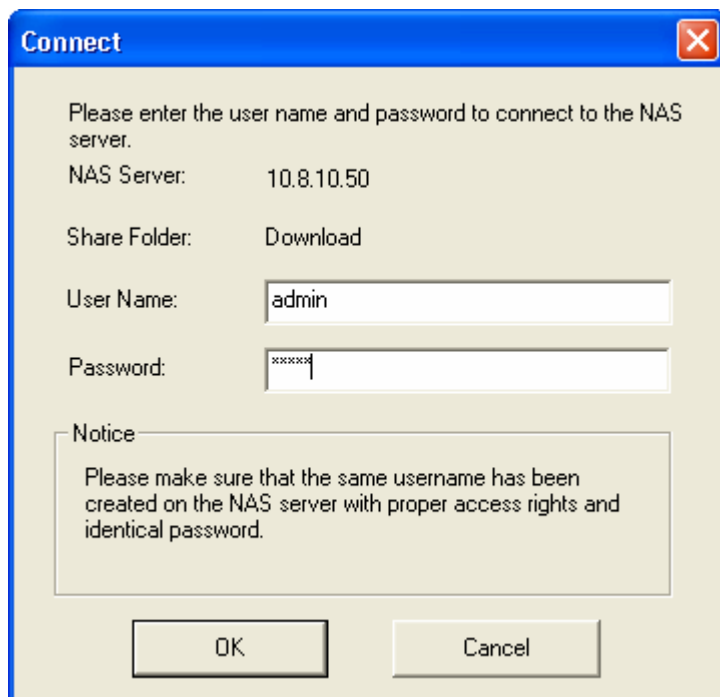 Connect
Please enter the user name and password to connect to the NAS
server.
NAS Server: 10.8.10.50
Share Folder: Download
User Name: admin
Password: *****
Notice
Please make sure that the same username has been
created on the NAS server with proper access rights and
identical password.
OK Cancel